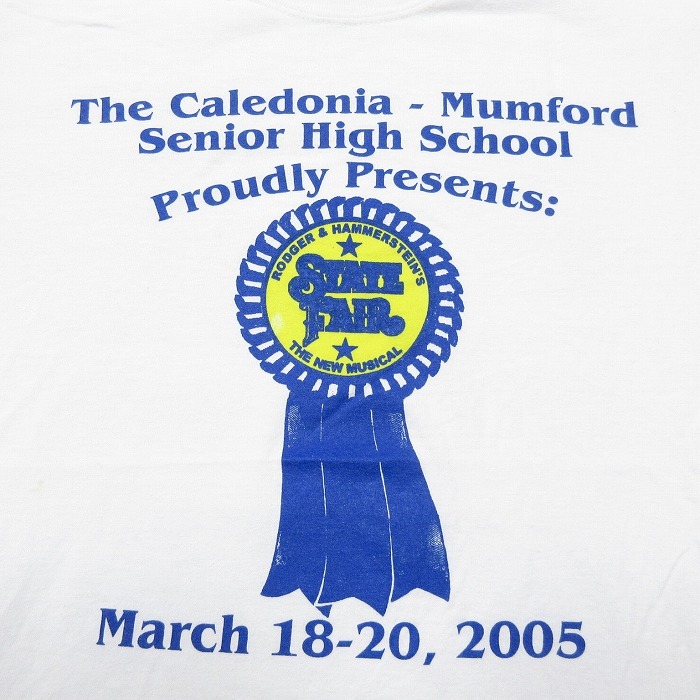 The Caledonia - Mumford
Senior High School
Proudly Presents:
RODGER & HAMMERSTEIN'S
STATE
FAIR
THE NEW MUSICAL
March 18-20, 2005